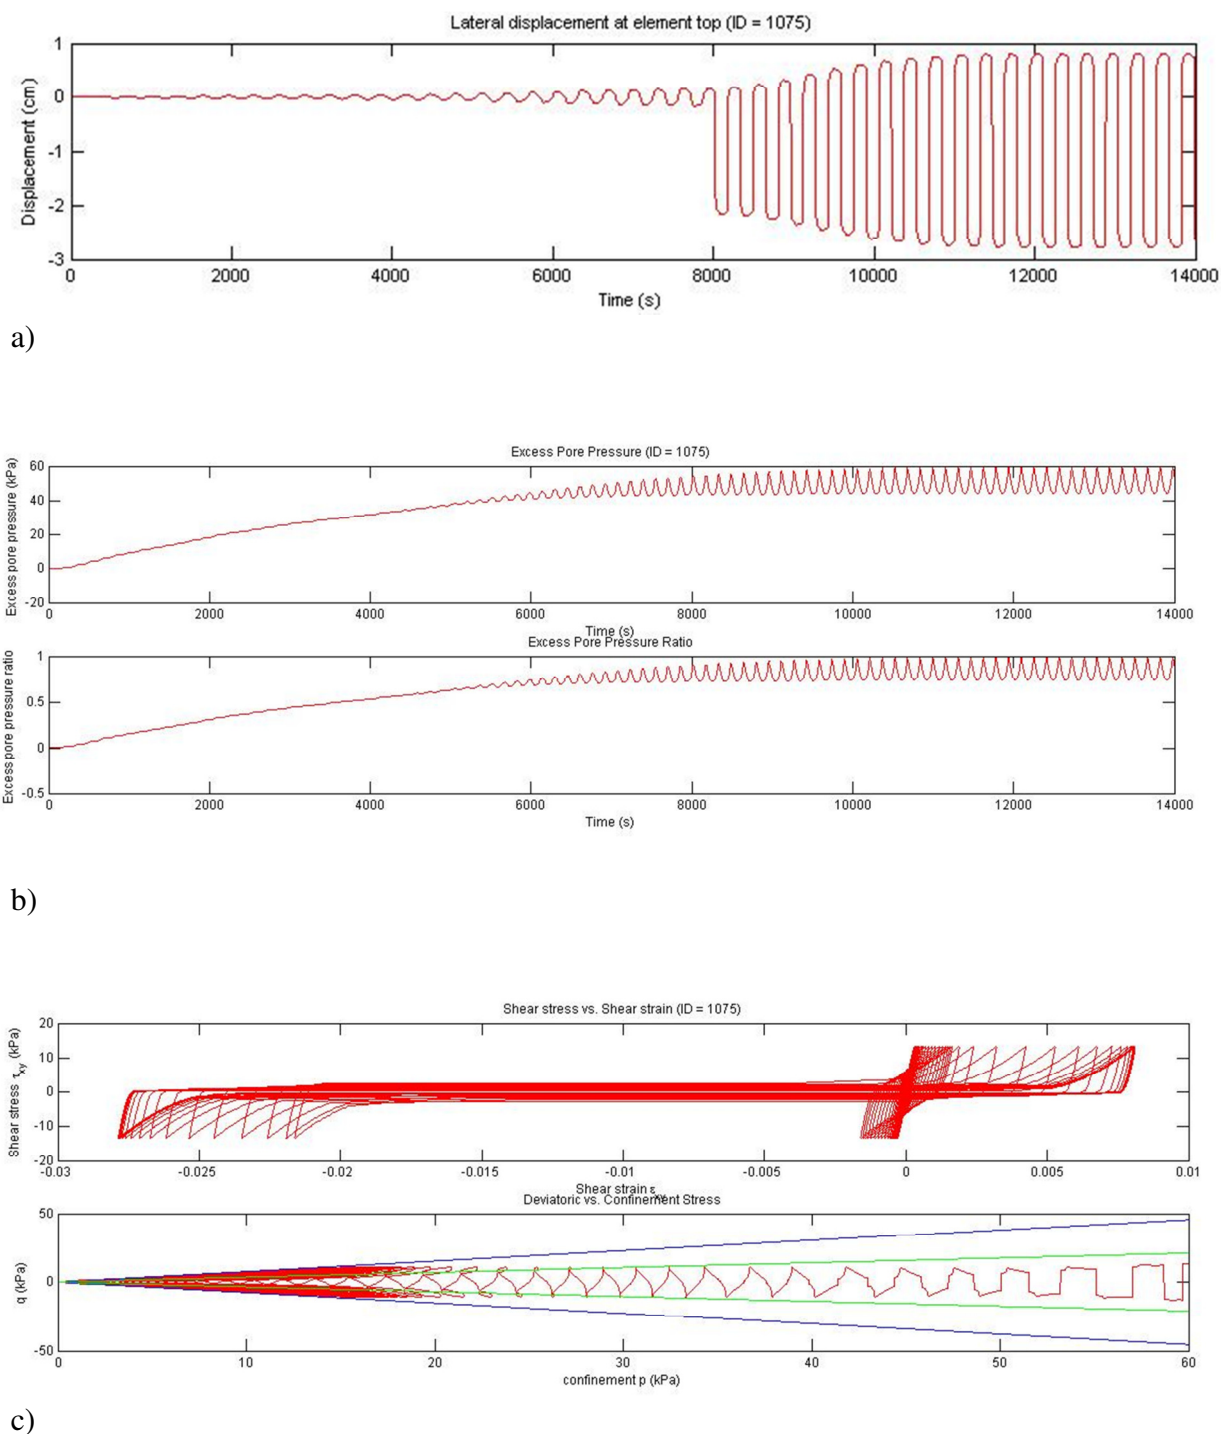 Lateral displacement at element top (ID = 1075)
1
0
-1
-2
-3
Displacement (cm)
0 2000 4000 6000 8000 10000 12000 14000
Time (s)
a)
Excess Pore Pressure (ID = 1075)
60
40
20
0
-20
Excess pore pressure (kPa)
0 2000 4000 6000 8000 10000 12000 14000
Time (s)
Excess Pore Pressure Ratio
1
0.5
0
-0.5
Excess pore pressure ratio
0 2000 4000 6000 8000 10000 12000 14000
Time (s)
b)
Shear stress vs. Shear strain (ID = 1075)
20
10
0
-10
-20
Shear stress τxy (kPa)
-0.03 -0.025 -0.02 -0.015 -0.01 -0.005 0 0.005 0.01
Shear strain εxy
Deviatoric vs. Confinement Stress
50
0
-50
q (kPa)
0 10 20 30 40 50 60
confinement p (kPa)
c)